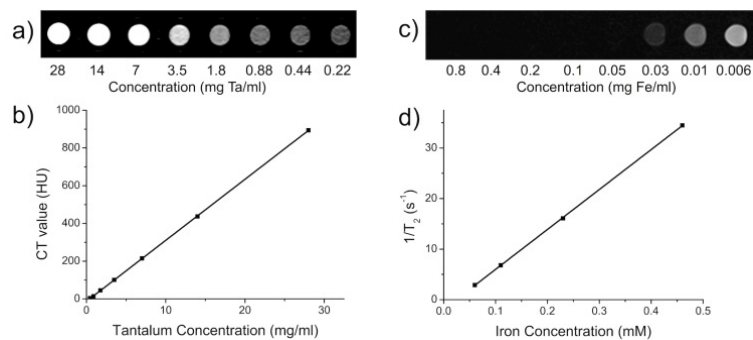 a)
28 14 7 3.5 1.8 0.88 0.44 0.22
Concentration (mg Ta/ml)
b)
1000
800
600
400
200
0
CT value (HU)
0 10 20 30
Tantalum Concentration (mg/ml)
c)
0.8 0.4 0.2 0.1 0.05 0.03 0.01 0.006
Concentration (mg Fe/ml)
d)
30
20
10
0
1/T₂ (s⁻¹)
0.0 0.1 0.2 0.3 0.4 0.5
Iron Concentration (mM)